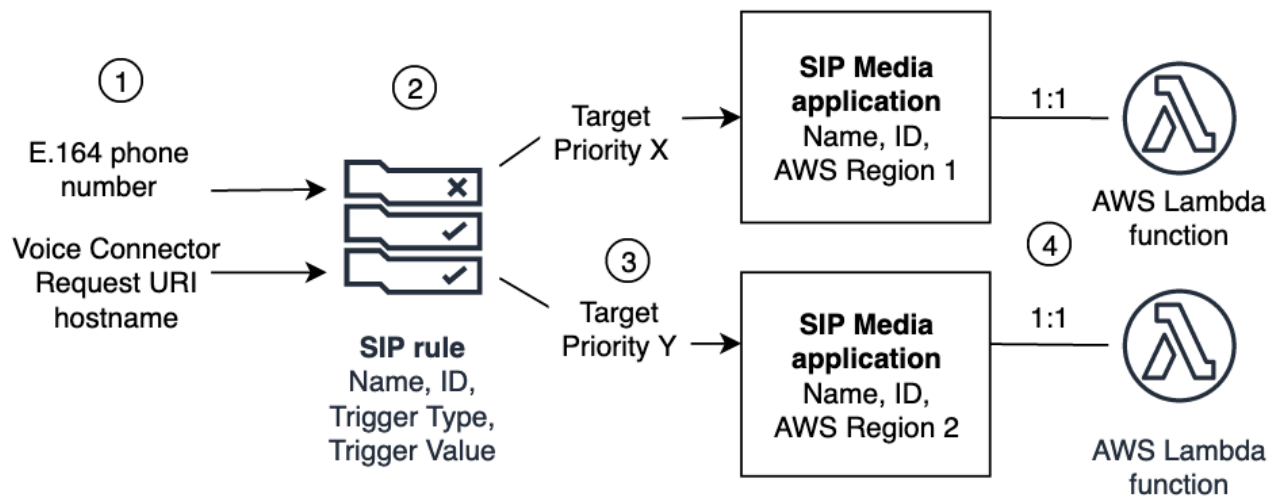 1
E.164 phone
number
Voice Connector
Request URI
hostname
2
SIP rule
Name, ID,
Trigger Type,
Trigger Value
Target
Priority X
3
Target
Priority Y
SIP Media
application
Name, ID,
AWS Region 1
SIP Media
application
Name, ID,
AWS Region 2
1:1
AWS Lambda
function
4
1:1
AWS Lambda
function